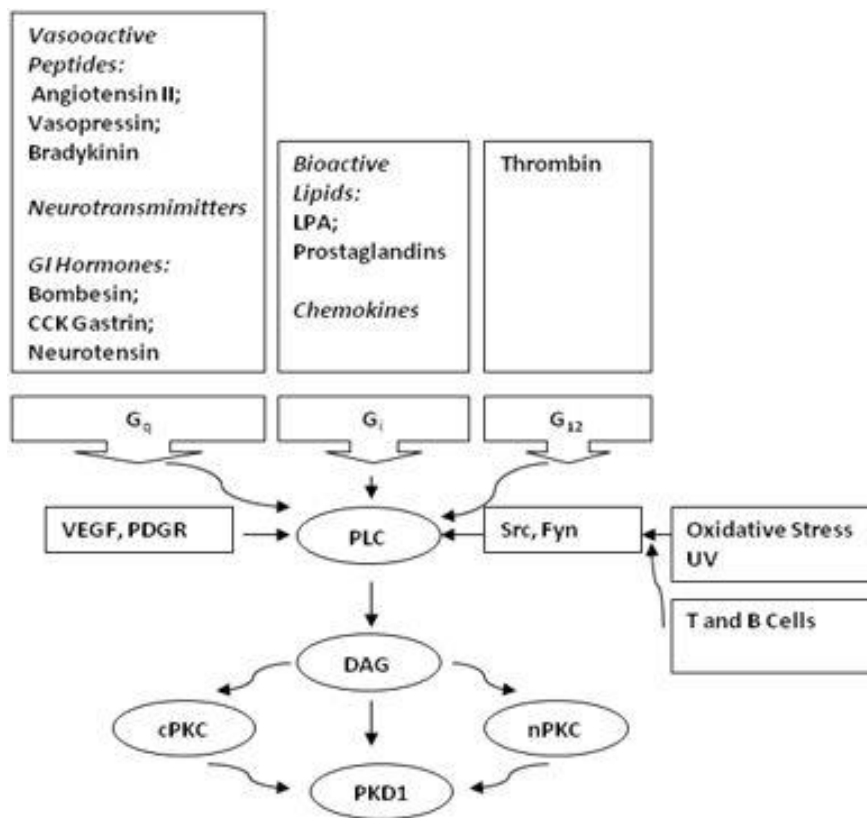 Vasooactive
Peptides:
Angiotensin II;
Vasopressin;
Bradykinin
Neurotransmimitters
GI Hormones:
Bombesin;
CCK Gastrin;
Neurotensin
Bioactive
Lipids:
LPA;
Prostaglandins
Chemokines
Thrombin
Gq
Gi
G12
VEGF, PDGR
PLC
Src, Fyn
Oxidative Stress
UV
T and B Cells
DAG
cPKC
nPKC
PKD1